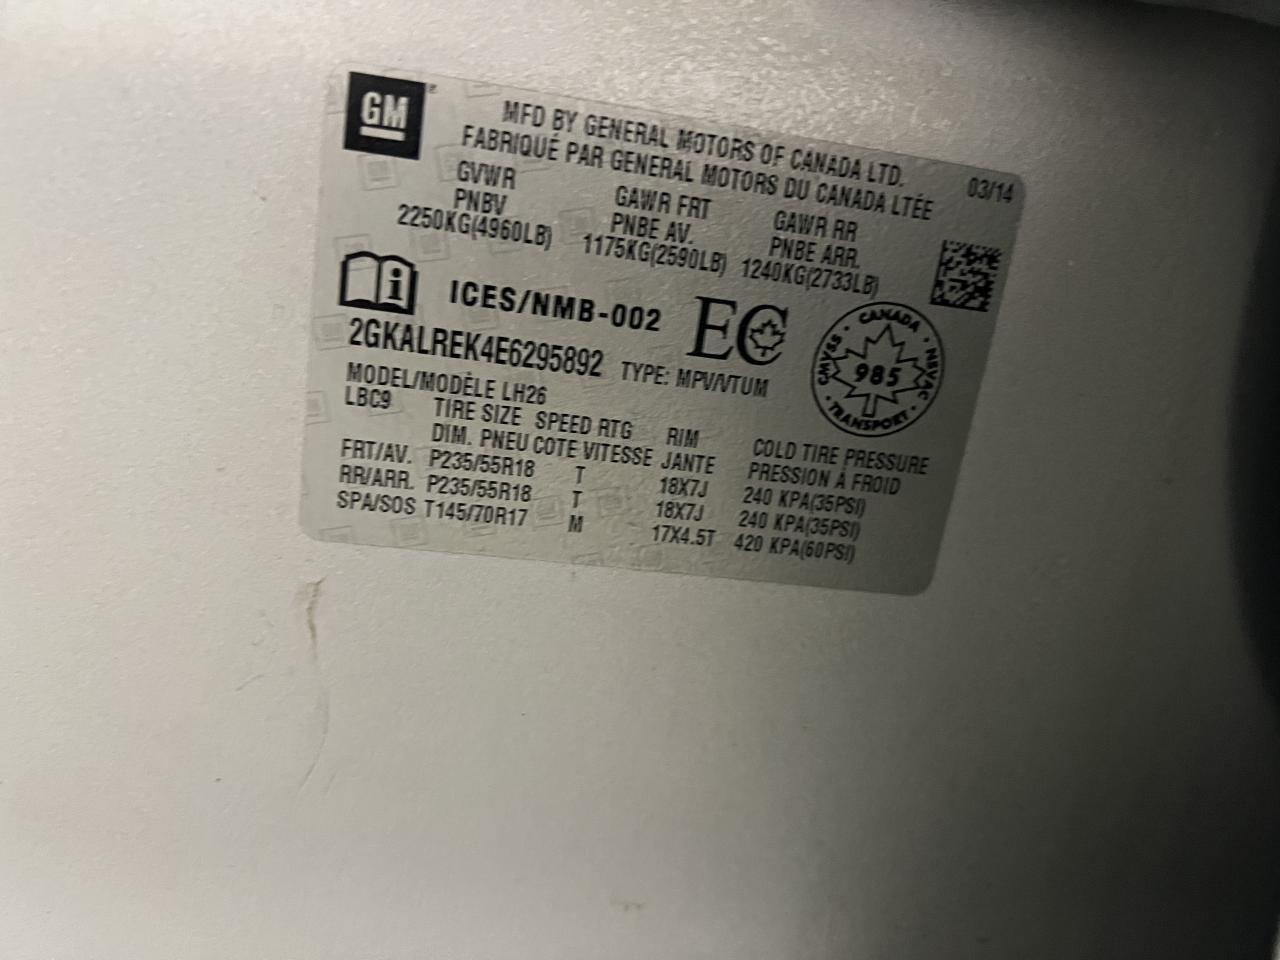 GM
MFD BY GENERAL MOTORS OF CANADA LTD.
FABRIQUÉ PAR GENERAL MOTORS DU CANADA LTÉE
03/14
GVWR GAWR FRT GAWR RR
PNBV PNBE AV. PNBE ARR.
2250KG(4960LB) 1175KG(2590LB) 1240KG(2733LB)
i ICES/NMB-002 EC
CANADA
CMVSS 985 NSVAC
TRANSPORT
2GKALREK4E6295892 TYPE: MPV/VTUM
MODEL/MODÈLE LH26
LBC9 TIRE SIZE SPEED RTG RIM COLD TIRE PRESSURE
DIM. PNEU COTE VITESSE JANTE PRESSION À FROID
FRT/AV. P235/55R18 T 18X7J 240 KPA(35PSI)
RR/ARR. P235/55R18 T 18X7J 240 KPA(35PSI)
SPA/SOS T145/70R17 M 17X4.5T 420 KPA(60PSI)